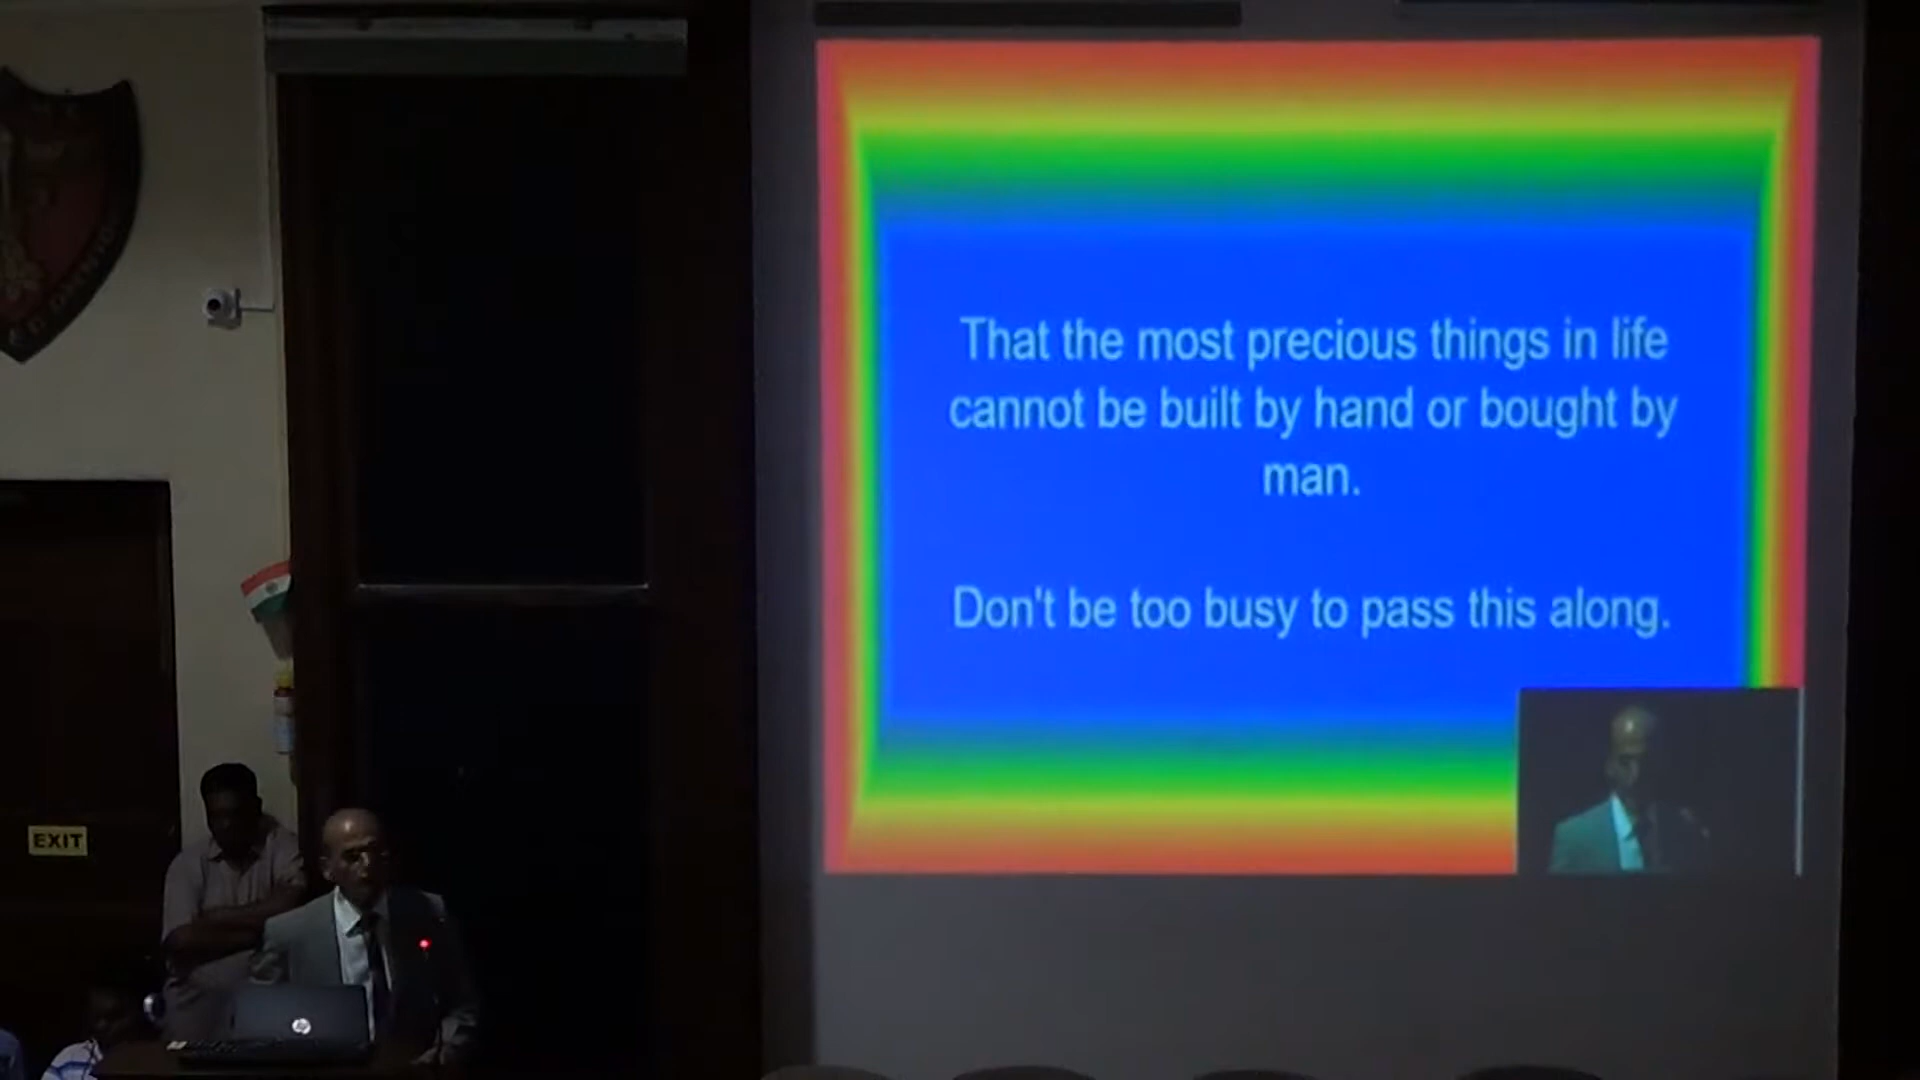 That the most precious things in life
cannot be built by hand or bought by
man.
Don't be too busy to pass this along.
EXIT
hp